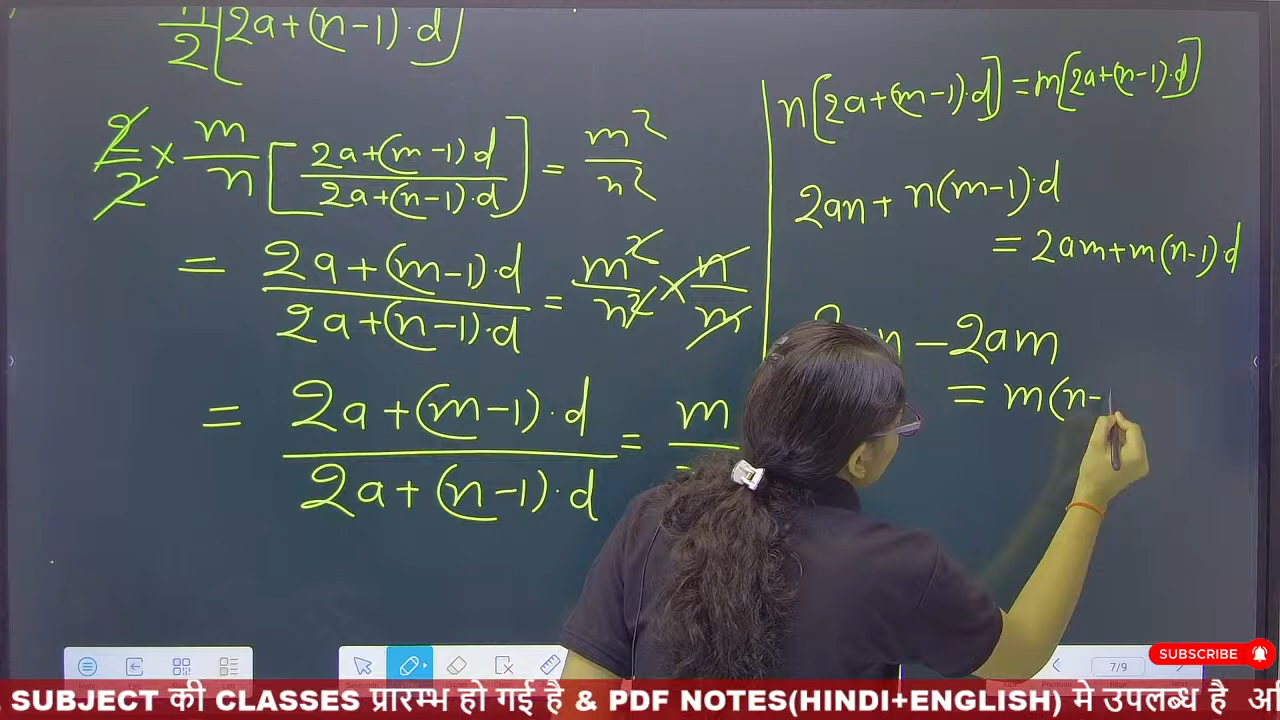 n/2[2a+(n-1)·d]
2/2 × m/n [2a+(m-1)·d / 2a+(n-1)·d] = m²/n²
= 2a+(m-1)·d / 2a+(n-1)·d = m²/n² × n/m
= 2a+(m-1)·d / 2a+(n-1)·d = m
n[2a+(m-1)·d] = m[2a+(n-1)·d]
2an + n(m-1)·d
= 2am+m(n-1)·d
- 2am
= m(n-
SUBSCRIBE
7/9
SUBJECT की CLASSES प्रारम्भ हो गई है & PDF NOTES(HINDI+ENGLISH) मे उपलब्ध है